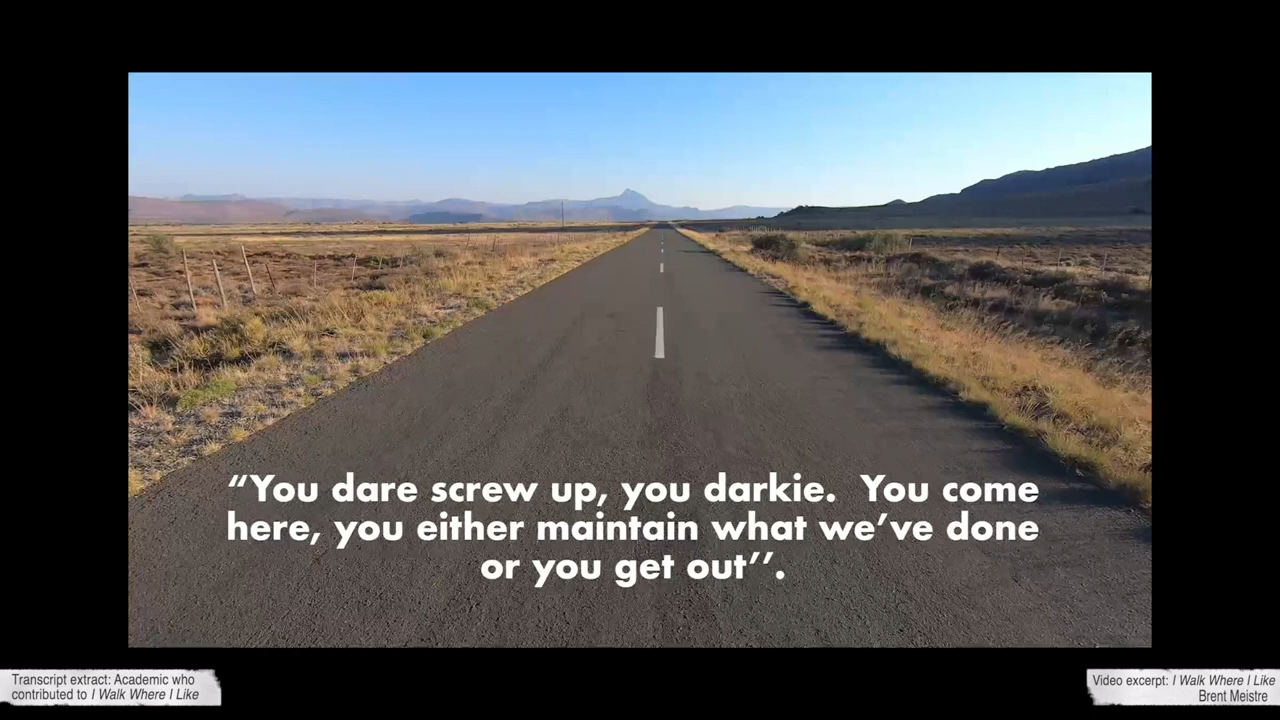 “You dare screw up, you darkie.  You come
here, you either maintain what we’ve done
or you get out’’.
Transcript extract: Academic who
contributed to I Walk Where I Like
Video excerpt: I Walk Where I Like
Brent Meistre